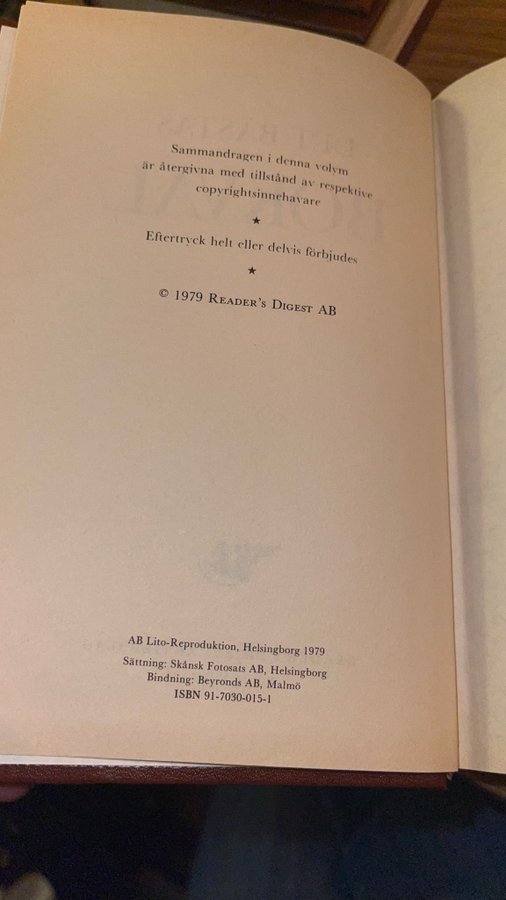 Sammandragen i denna volym
är återgivna med tillstånd av respektive
copyrightsinnehavare
★
Eftertryck helt eller delvis förbjudes
★
© 1979 READER'S DIGEST AB
AB Lito-Reproduktion, Helsingborg 1979
Sättning: Skånsk Fotosats AB, Helsingborg
Bindning: Beyronds AB, Malmö
ISBN 91-7030-015-1